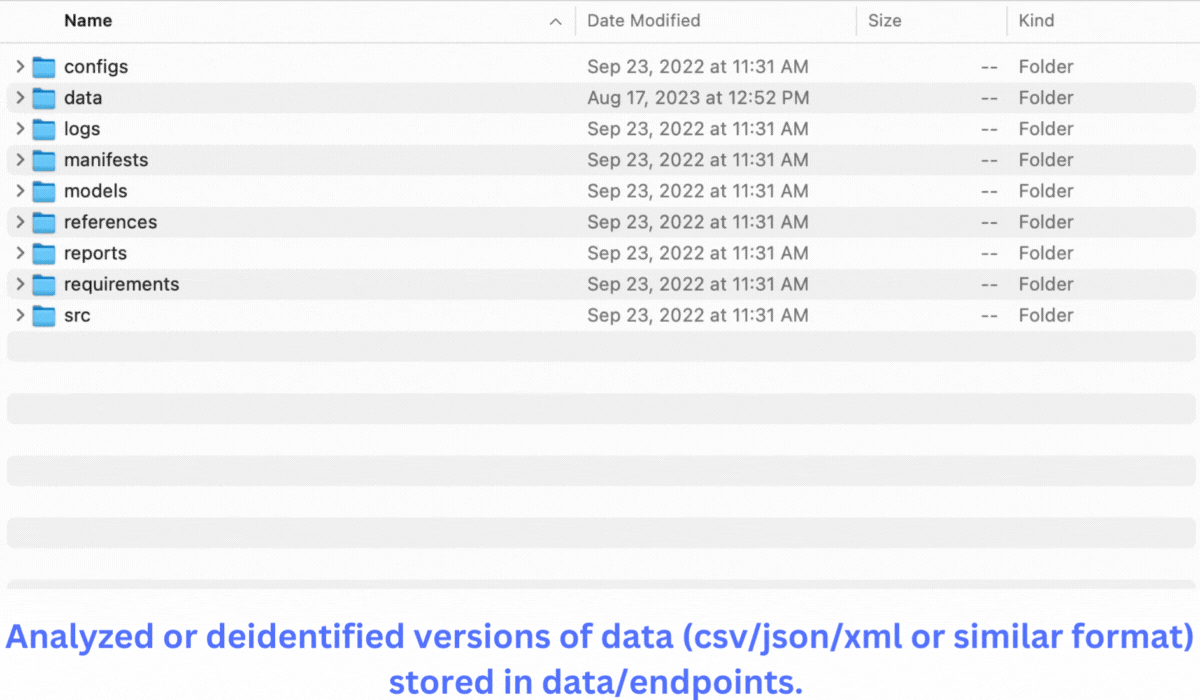 Name Date Modified Size Kind
configs Sep 23, 2022 at 11:31 AM -- Folder
data Aug 17, 2023 at 12:52 PM -- Folder
logs Sep 23, 2022 at 11:31 AM -- Folder
manifests Sep 23, 2022 at 11:31 AM -- Folder
models Sep 23, 2022 at 11:31 AM -- Folder
references Sep 23, 2022 at 11:31 AM -- Folder
reports Sep 23, 2022 at 11:31 AM -- Folder
requirements Sep 23, 2022 at 11:31 AM -- Folder
src Sep 23, 2022 at 11:31 AM -- Folder
Analyzed or deidentified versions of data (csv/json/xml or similar format)
stored in data/endpoints.